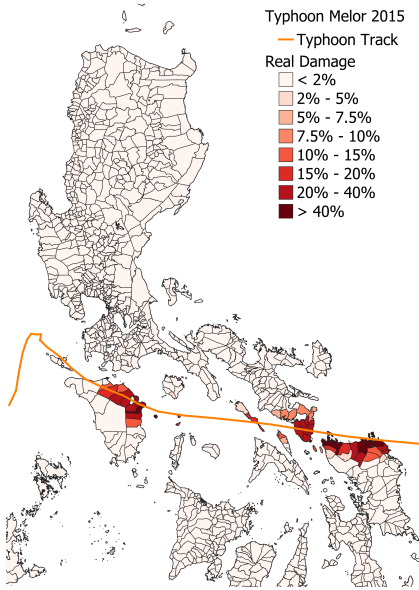 Typhoon Melor 2015
Typhoon Track
Real Damage
< 2%
2% - 5%
5% - 7.5%
7.5% - 10%
10% - 15%
15% - 20%
20% - 40%
> 40%